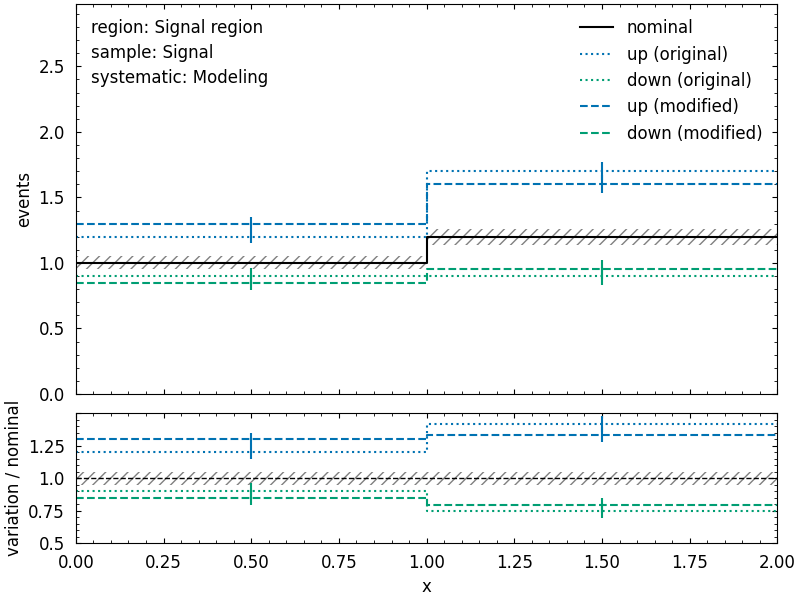 region: Signal region
sample: Signal
systematic: Modeling
nominal
up (original)
down (original)
up (modified)
down (modified)
events
2.5
2.0
1.5
1.0
0.5
0.0
variation / nominal
1.25
1.0
0.75
0.5
0.00 0.25 0.50 0.75 1.00 1.25 1.50 1.75 2.00
x